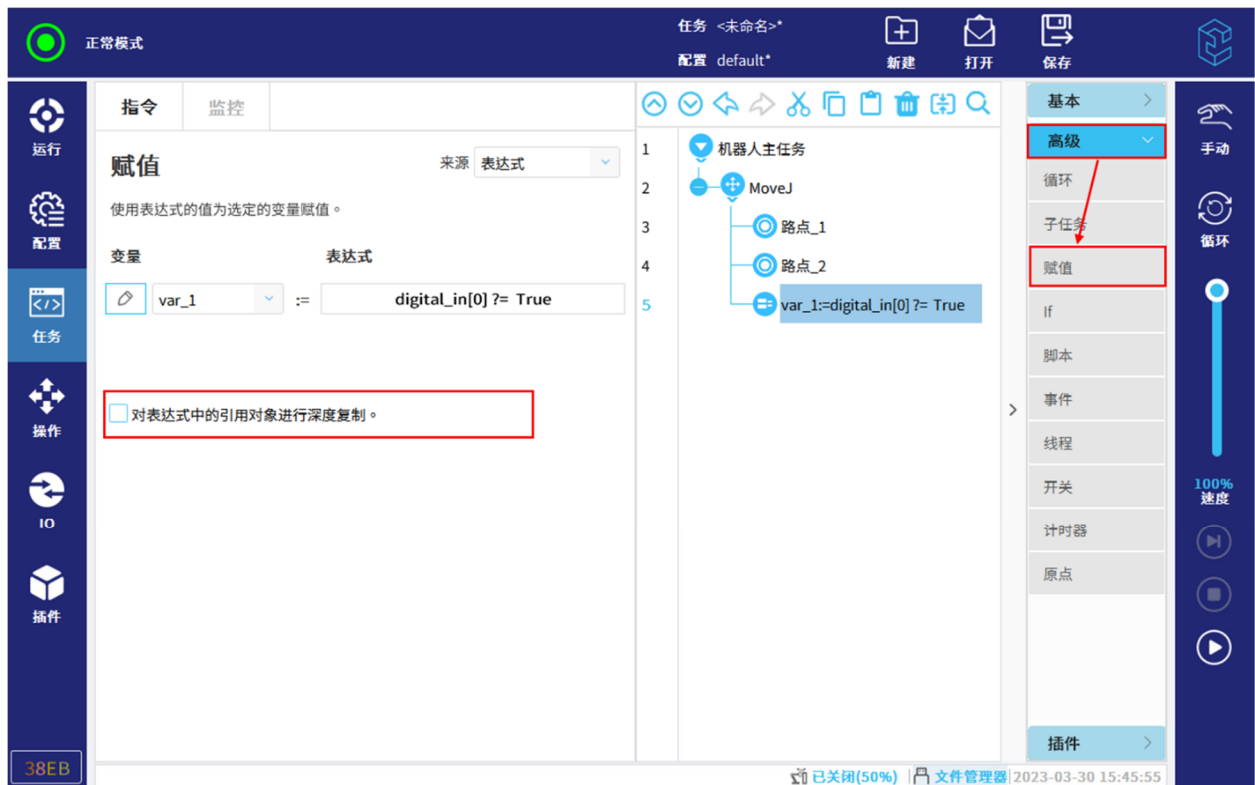 正常模式
任务 <未命名>*
配置 default*
新建
打开
保存
运行
配置
任务
操作
IO
插件
38EB
指令
监控
赋值
来源 表达式
使用表达式的值为选定的变量赋值。
变量
表达式
var_1 := digital_in[0] ?= True
对表达式中的引用对象进行深度复制。
1 机器人主任务
2 MoveJ
3 路点_1
4 路点_2
5 var_1:=digital_in[0] ?= True
基本
高级
循环
子任务
赋值
If
脚本
事件
线程
开关
计时器
原点
插件
手动
循环
100%
速度
已关闭(50%) 文件管理器 2023-03-30 15:45:55